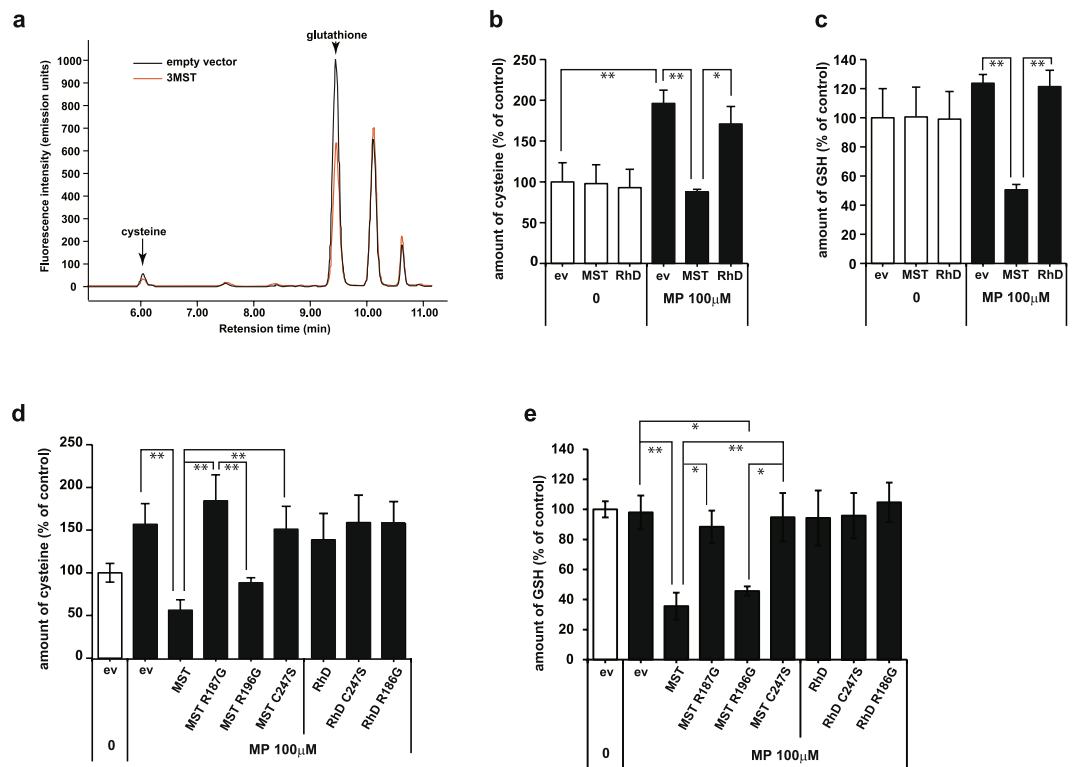 a
glutathione
empty vector
3MST
cysteine
Fluorescence intensity (emission units)
1000
900
800
700
600
500
400
300
200
100
0
6.00 7.00 8.00 9.00 10.00 11.00
Retension time (min)
b
amount of cysteine (% of control)
250
200
150
100
50
0
** ** *
ev MST RhD ev MST RhD
0 MP 100μM
c
amount of GSH (% of control)
140
120
100
80
60
40
20
0
** **
ev MST RhD ev MST RhD
0 MP 100μM
d
amount of cysteine (% of control)
250
200
150
100
50
0
** **
** **
ev ev MST MST R187G MST R196G MST C247S RhD RhD C247S RhD R186G
0 MP 100μM
e
amount of GSH (% of control)
140
120
100
80
60
40
20
0
*
** **
* *
ev ev MST MST R187G MST R196G MST C247S RhD RhD C247S RhD R186G
0 MP 100μM